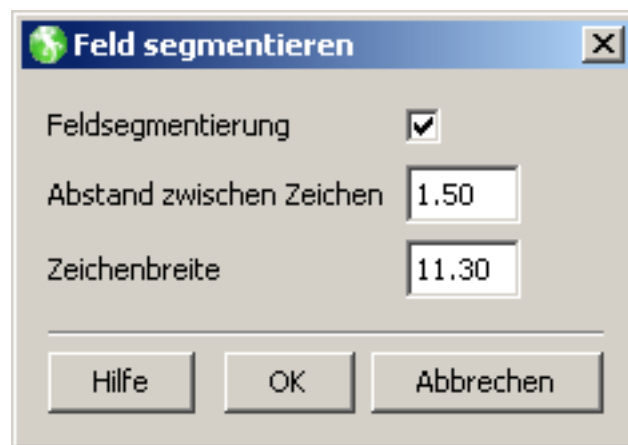 Feld segmentieren
Feldsegmentierung
Abstand zwischen Zeichen 1.50
Zeichenbreite 11.30
Hilfe OK Abbrechen